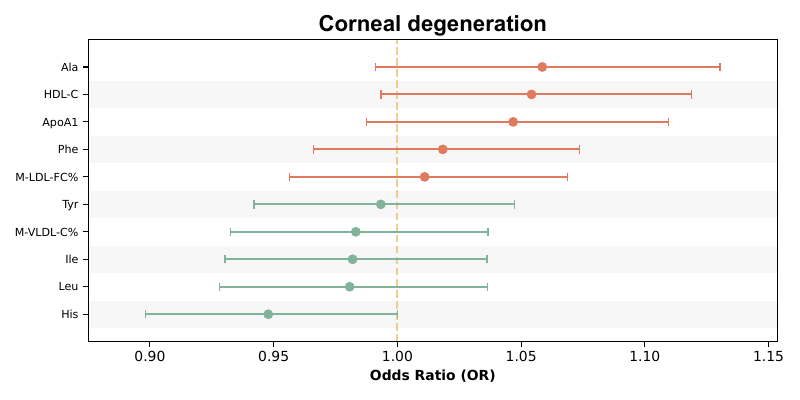 Corneal degeneration
Ala
HDL-C
ApoA1
Phe
M-LDL-FC%
Tyr
M-VLDL-C%
Ile
Leu
His
0.90 0.95 1.00 1.05 1.10 1.15
Odds Ratio (OR)